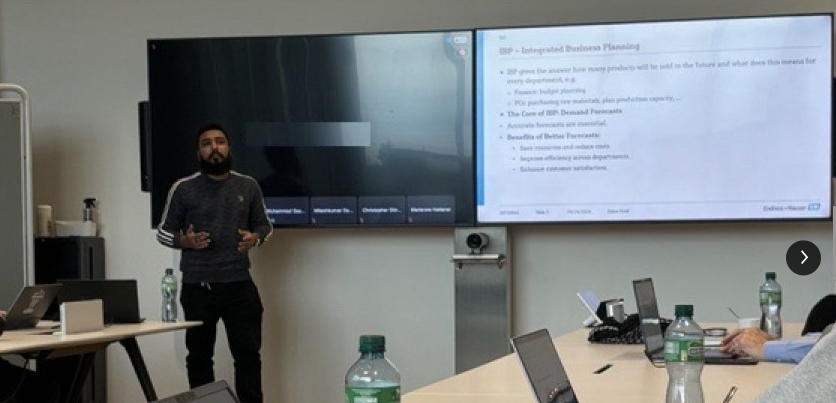 IBP – Integrated Business Planning
IBP gives the answer how many products will be sold in the future and what does this means for
every department, e.g.
Finance: budget planning
PCs: purchasing raw materials, plan production capacity, ...
The Core of IBP: Demand Forecasts
Accurate forecasts are essential.
Benefits of Better Forecasts:
Save resources and reduce costs.
Improve efficiency across departments.
Enhance customer satisfaction.
Endress+Hauser
Muhammed
Christopher